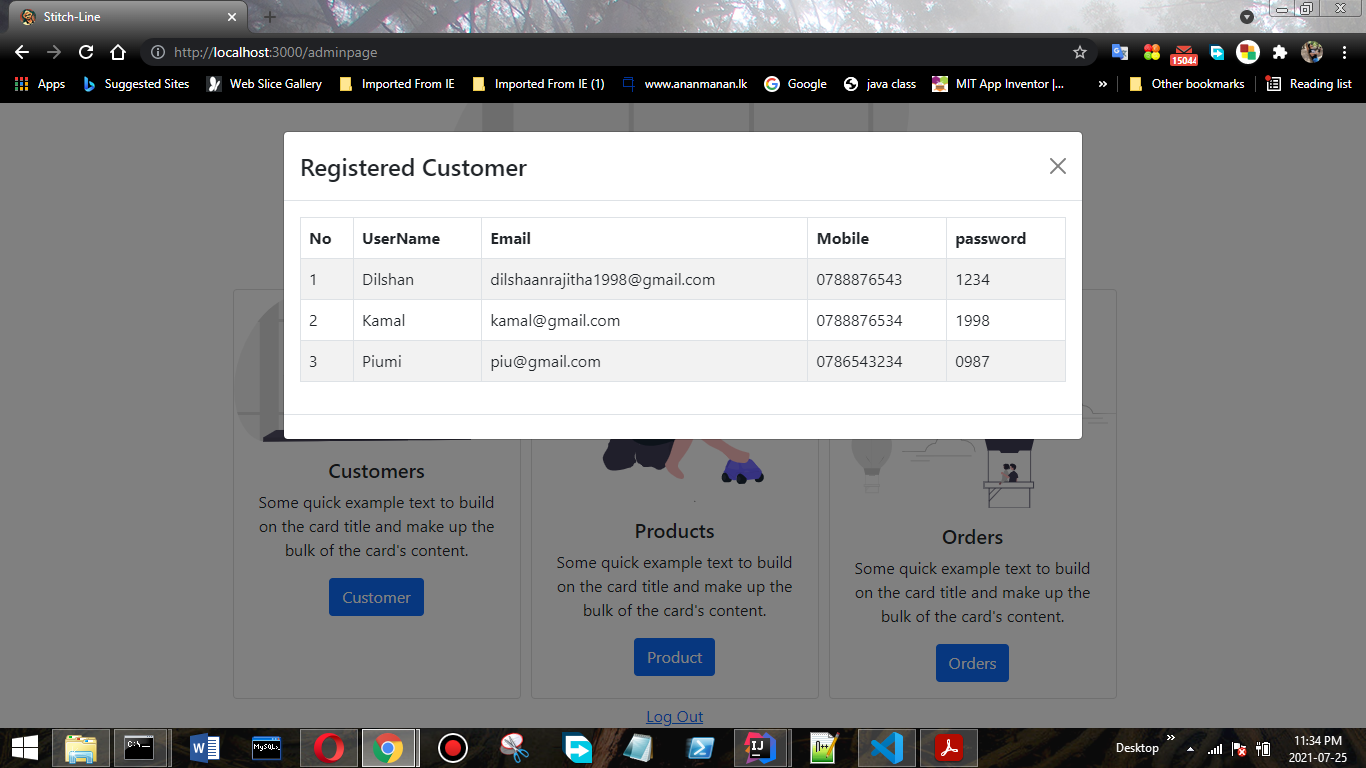 Stitch-Line
http://localhost:3000/adminpage
15044
Apps Suggested Sites Web Slice Gallery Imported From IE Imported From IE (1) www.ananmanan.lk Google java class MIT App Inventor |... » Other bookmarks Reading list
Registered Customer
No UserName Email Mobile password
1 Dilshan dilshaanrajitha1998@gmail.com 0788876543 1234
2 Kamal kamal@gmail.com 0788876534 1998
3 Piumi piu@gmail.com 0786543234 0987
Customers
Some quick example text to build
on the card title and make up the
bulk of the card's content.
Customer
Products
Some quick example text to build
on the card title and make up the
bulk of the card's content.
Product
Orders
Some quick example text to build
on the card title and make up the
bulk of the card's content.
Orders
Log Out
C:\_
W
MySQL
IJ
Desktop »
11:34 PM
2021-07-25